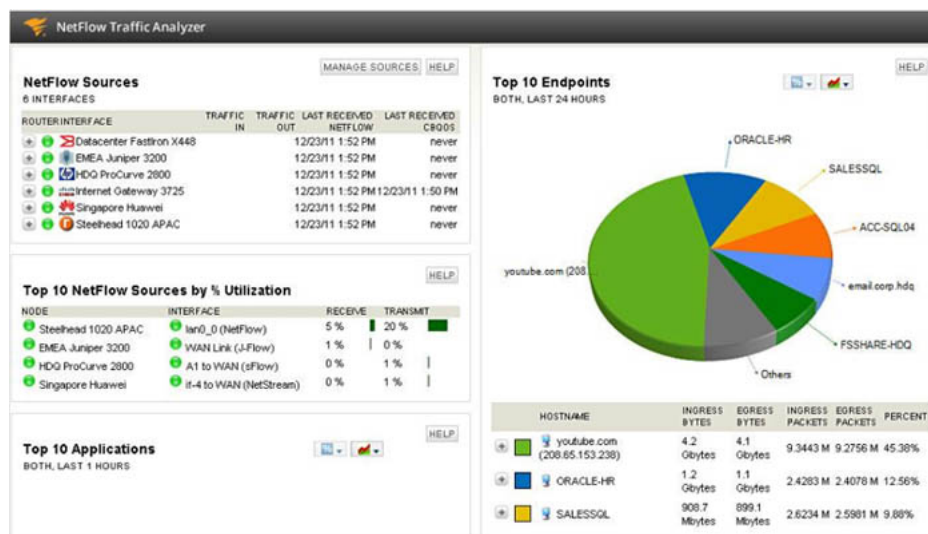 NetFlow Traffic Analyzer
MANAGE SOURCES HELP
NetFlow Sources
6 INTERFACES
ROUTER INTERFACE TRAFFIC IN TRAFFIC OUT LAST RECEIVED NETFLOW LAST RECEIVED CBQOS
Datacenter FastIron X448 12/23/11 1:52 PM never
EMEA Juniper 3200 12/23/11 1:52 PM never
HDQ ProCurve 2800 12/23/11 1:52 PM never
Internet Gateway 3725 12/23/11 1:52 PM 12/23/11 1:50 PM
Singapore Huawei 12/23/11 1:52 PM never
Steelhead 1020 APAC 12/23/11 1:52 PM never
HELP
Top 10 NetFlow Sources by % Utilization
NODE INTERFACE RECEIVE TRANSMIT
Steelhead 1020 APAC lan0_0 (NetFlow) 5 % 20 %
EMEA Juniper 3200 WAN Link (J-Flow) 1 % 0 %
HDQ ProCurve 2800 A1 to WAN (sFlow) 0 % 1 %
Singapore Huawei if-4 to WAN (NetStream) 0 % 1 %
HELP
Top 10 Applications
BOTH, LAST 1 HOURS
HELP
Top 10 Endpoints
BOTH, LAST 24 HOURS
ORACLE-HR
SALESSQL
ACC-SQL04
youtube.com (208....
email.corp.hdq
FSSHARE-HDQ
Others
HOSTNAME INGRESS BYTES EGRESS BYTES INGRESS PACKETS EGRESS PACKETS PERCENT
youtube.com (208.65.153.238) 4.2 Gbytes 4.1 Gbytes 9.3443 M 9.2756 M 45.38%
ORACLE-HR 1.2 Gbytes 1.1 Gbytes 2.4283 M 2.4078 M 12.56%
SALESSQL 908.7 Mbytes 899.1 Mbytes 2.6234 M 2.5981 M 9.88%